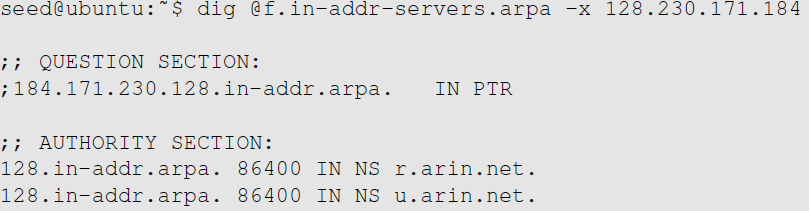 seed@ubuntu:~$ dig @f.in-addr-servers.arpa -x 128.230.171.184
;; QUESTION SECTION:
;184.171.230.128.in-addr.arpa. IN PTR
;; AUTHORITY SECTION:
128.in-addr.arpa. 86400 IN NS r.arin.net.
128.in-addr.arpa. 86400 IN NS u.arin.net.